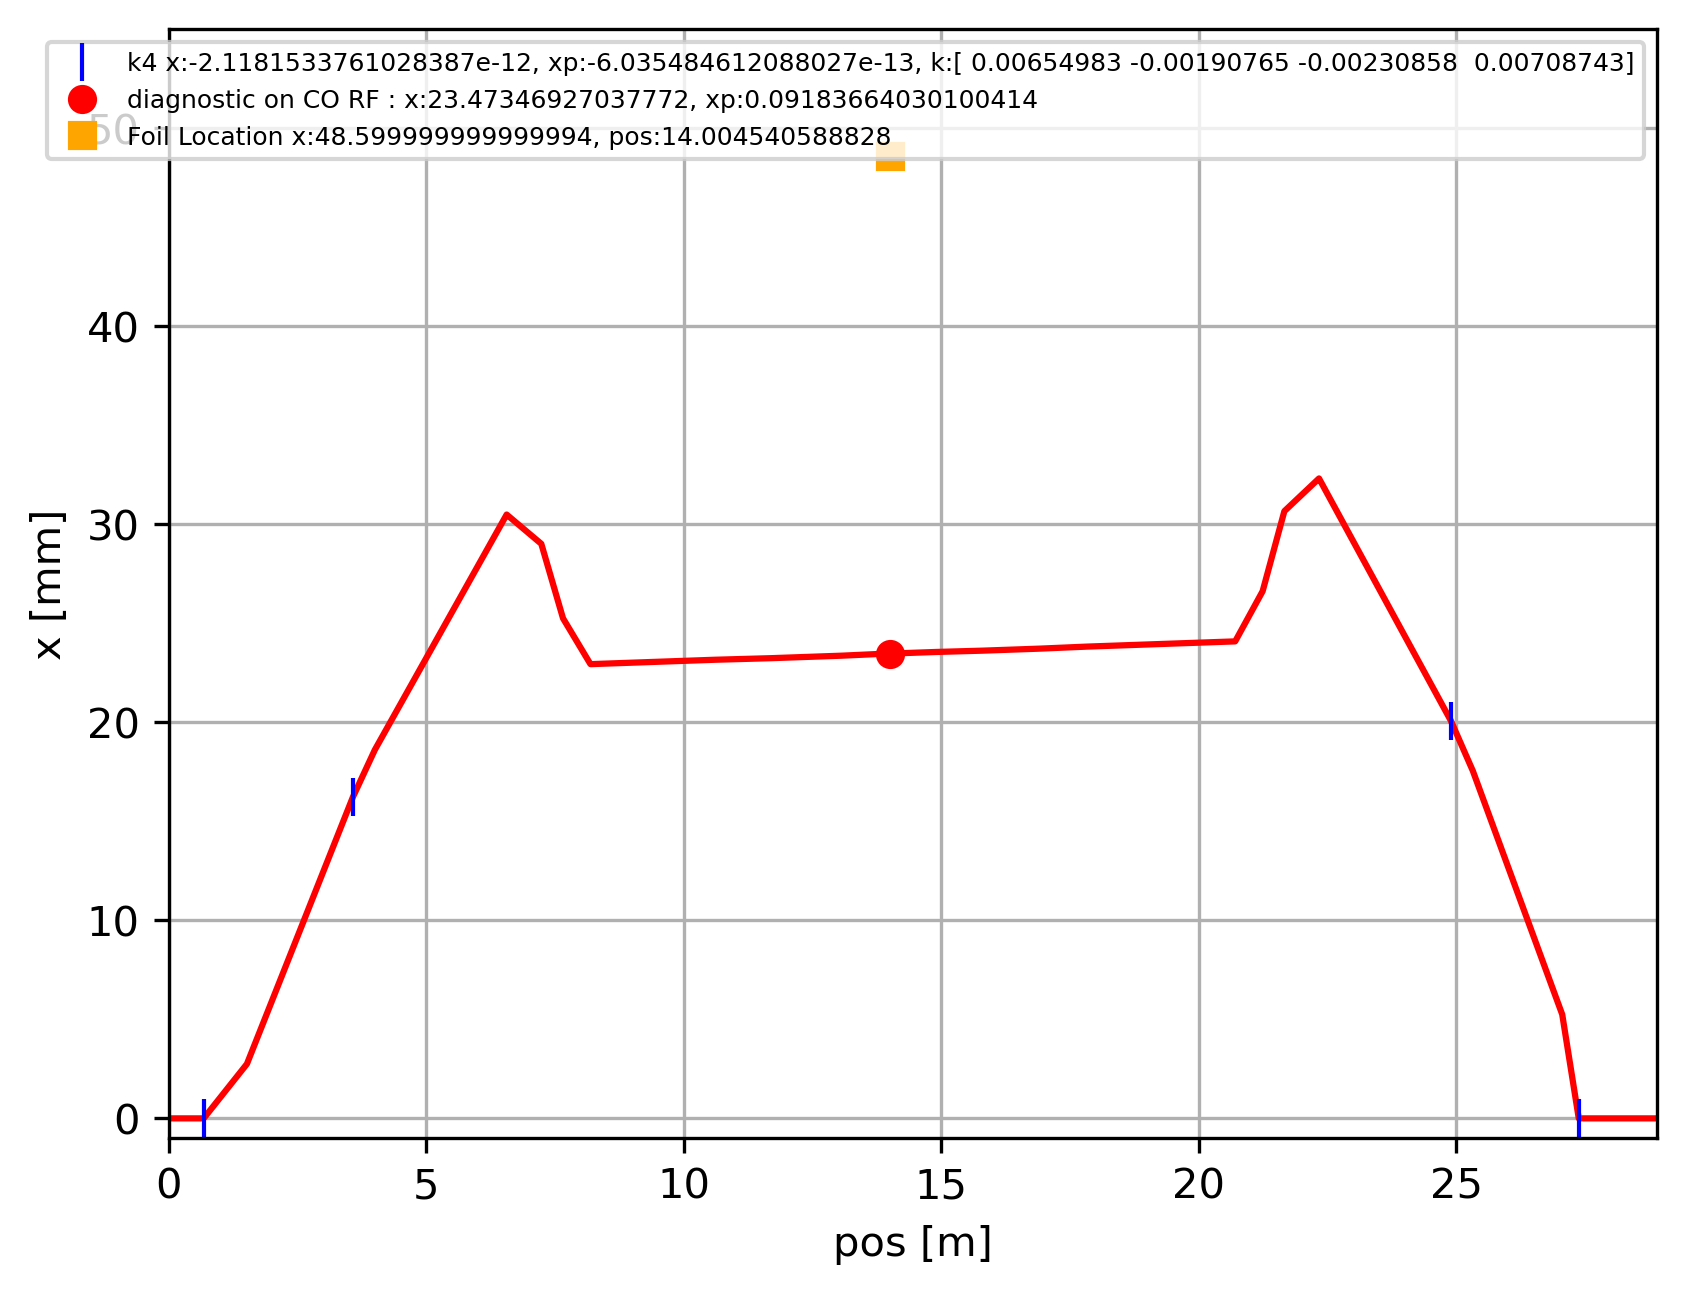 k4 x:-2.1181533761028387e-12, xp:-6.035484612088027e-13, k:[ 0.00654983 -0.00190765 -0.00230858  0.00708743]
diagnostic on CO RF : x:23.47346927037772, xp:0.09183664030100414
Foil Location x:48.599999999999994, pos:14.004540588828
50
40
30
20
10
0
x [mm]
0 5 10 15 20 25
pos [m]